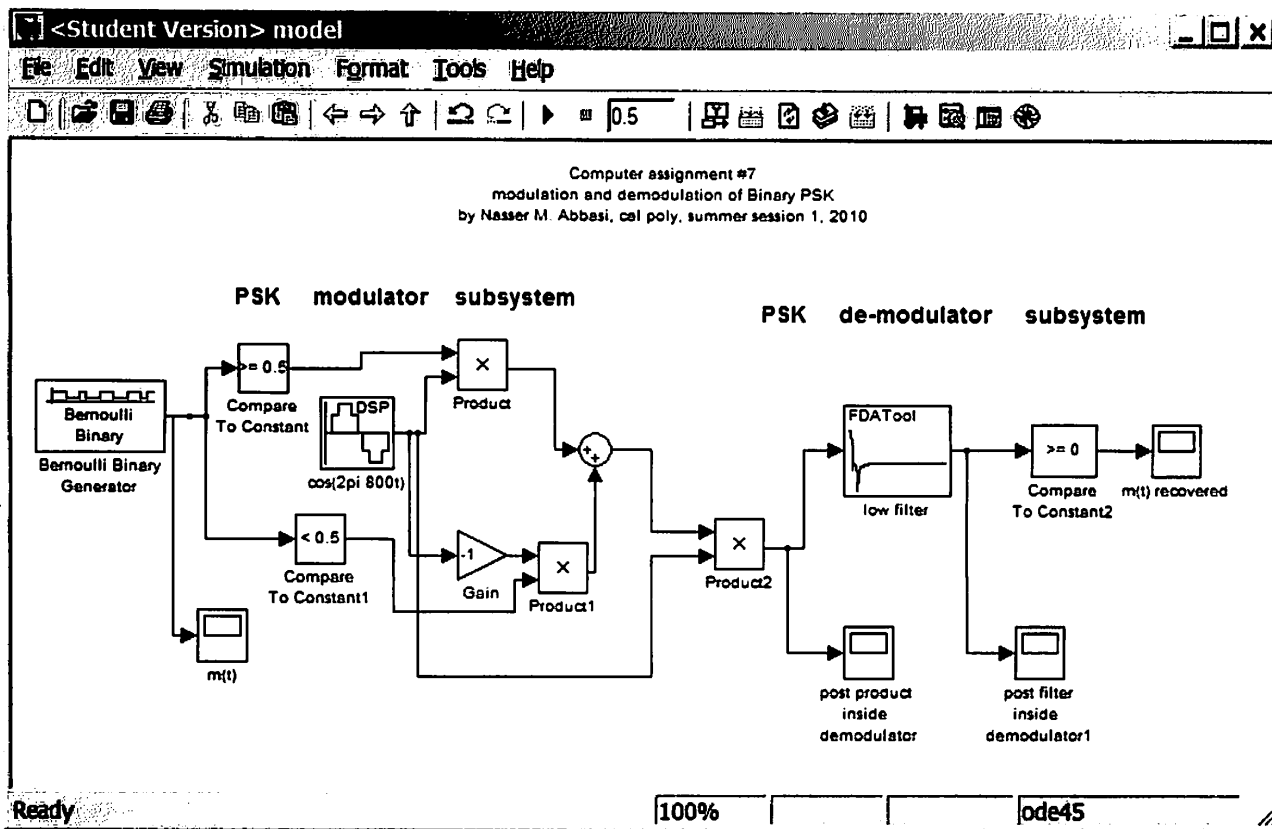 <Student Version> model
File Edit View Simulation Format Tools Help
0.5
Computer assignment #7
modulation and demodulation of Binary PSK
by Nasser M. Abbasi, cal poly, summer session 1, 2010
PSK modulator subsystem
PSK de-modulator subsystem
Bernoulli
Binary
Bernoulli Binary
Generator
>= 0.5
Compare
To Constant
DSP
cos(2pi 800t)
×
Product
+
+
< 0.5
Compare
To Constant1
-1
Gain
×
Product1
m(t)
×
Product2
FDATool
low filter
>= 0
Compare
To Constant2
m(t) recovered
post product
inside
demodulator
post filter
inside
demodulator1
Ready
100%
ode45